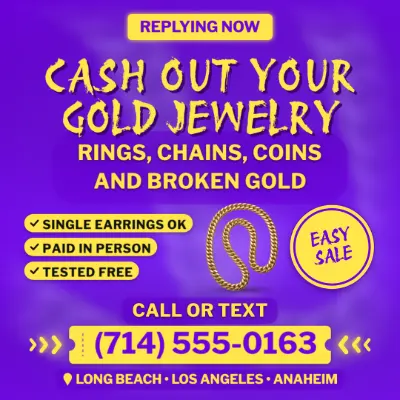 REPLYING NOW
CASH OUT YOUR
GOLD JEWELRY
RINGS, CHAINS, COINS
AND BROKEN GOLD
✓ SINGLE EARRINGS OK
✓ PAID IN PERSON
✓ TESTED FREE
EASY
SALE
CALL OR TEXT
(714) 555-0163
LONG BEACH • LOS ANGELES • ANAHEIM